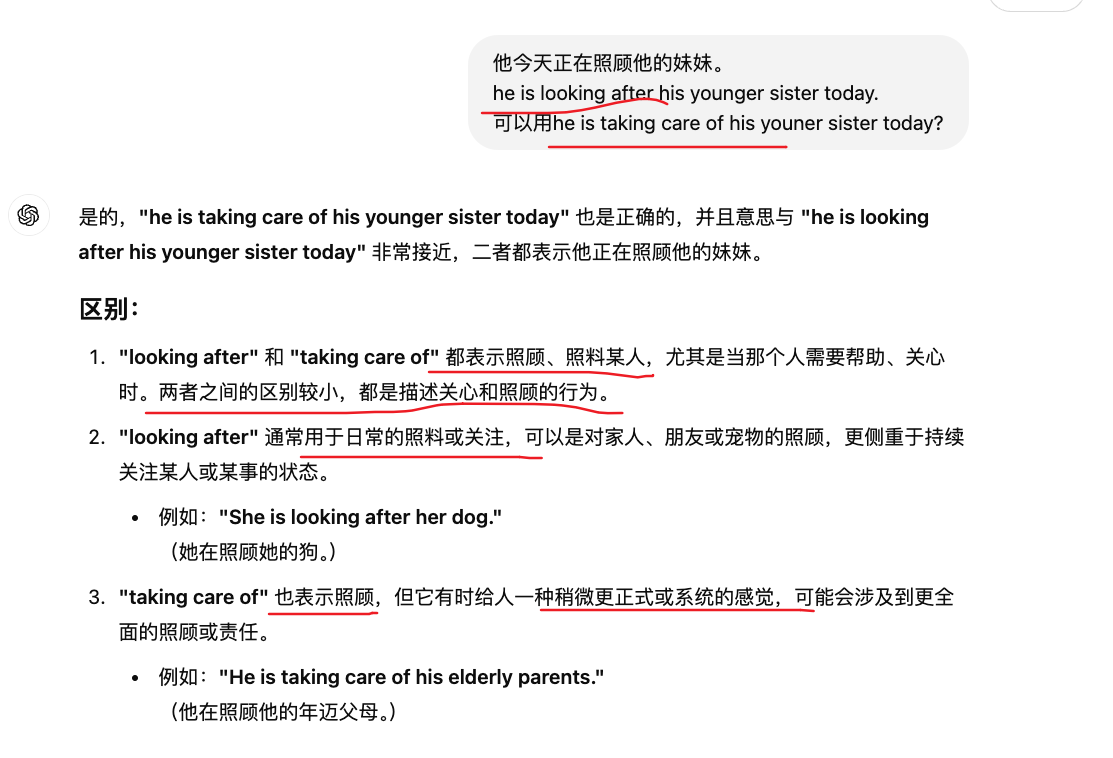 他今天正在照顾他的妹妹。
he is looking after his younger sister today.
可以用he is taking care of his youner sister today?
是的，"he is taking care of his younger sister today" 也是正确的，并且意思与 "he is looking
after his younger sister today" 非常接近，二者都表示他正在照顾他的妹妹。
区别：
1. "looking after" 和 "taking care of" 都表示照顾、照料某人，尤其是当那个人需要帮助、关心
时。两者之间的区别较小，都是描述关心和照顾的行为。
2. "looking after" 通常用于日常的照料或关注，可以是对家人、朋友或宠物的照顾，更侧重于持续
关注某人或某事的状态。
• 例如："She is looking after her dog."
（她在照顾她的狗。）
3. "taking care of" 也表示照顾，但它有时给人一种稍微更正式或系统的感觉，可能会涉及到更全
面的照顾或责任。
• 例如："He is taking care of his elderly parents."
（他在照顾他的年迈父母。）